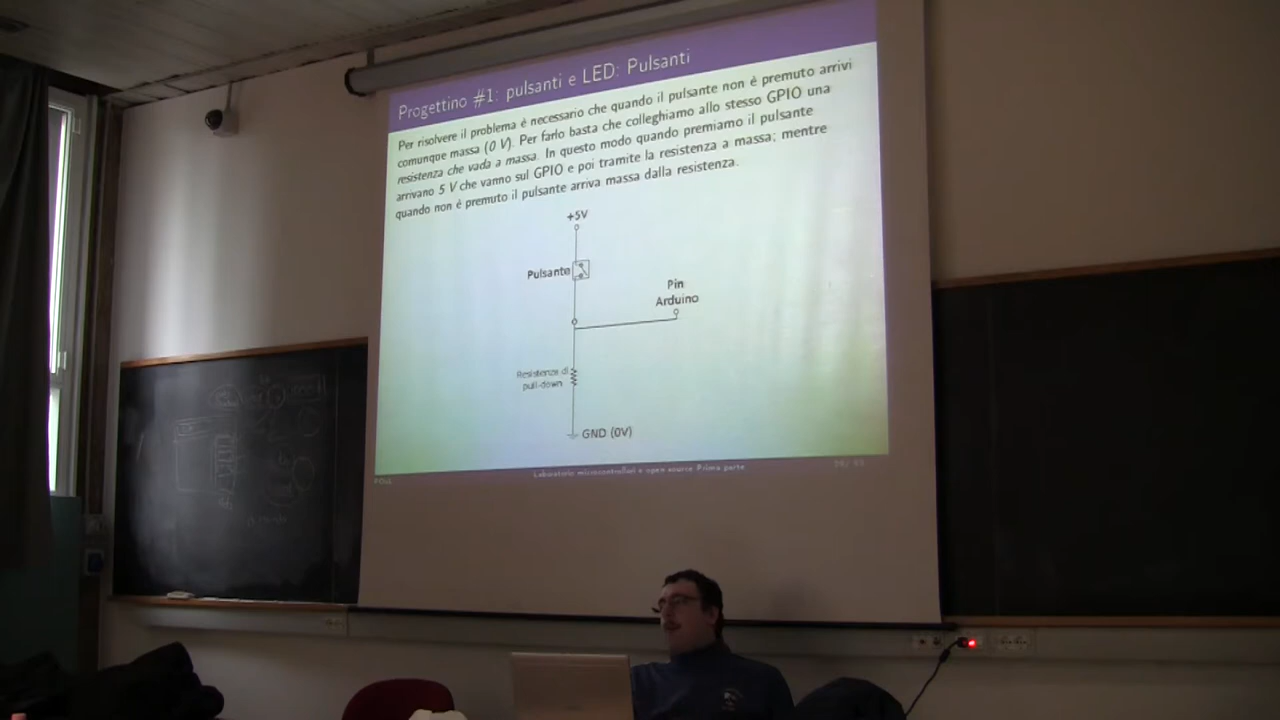 Progettino #1: pulsanti e LED: Pulsanti
Per risolvere il problema è necessario che quando il pulsante non è premuto arrivi
comunque massa (0 V). Per farlo basta che colleghiamo allo stesso GPIO una
resistenza che vada a massa. In questo modo quando premiamo il pulsante
arrivano 5 V che vanno sul GPIO e poi tramite la resistenza a massa; mentre
quando non è premuto il pulsante arriva massa dalla resistenza.
+5V
Pulsante
Pin
Arduino
Resistenza di
pull-down
GND (0V)
Laboratorio microcontrollori e open source Prima parte
POuL